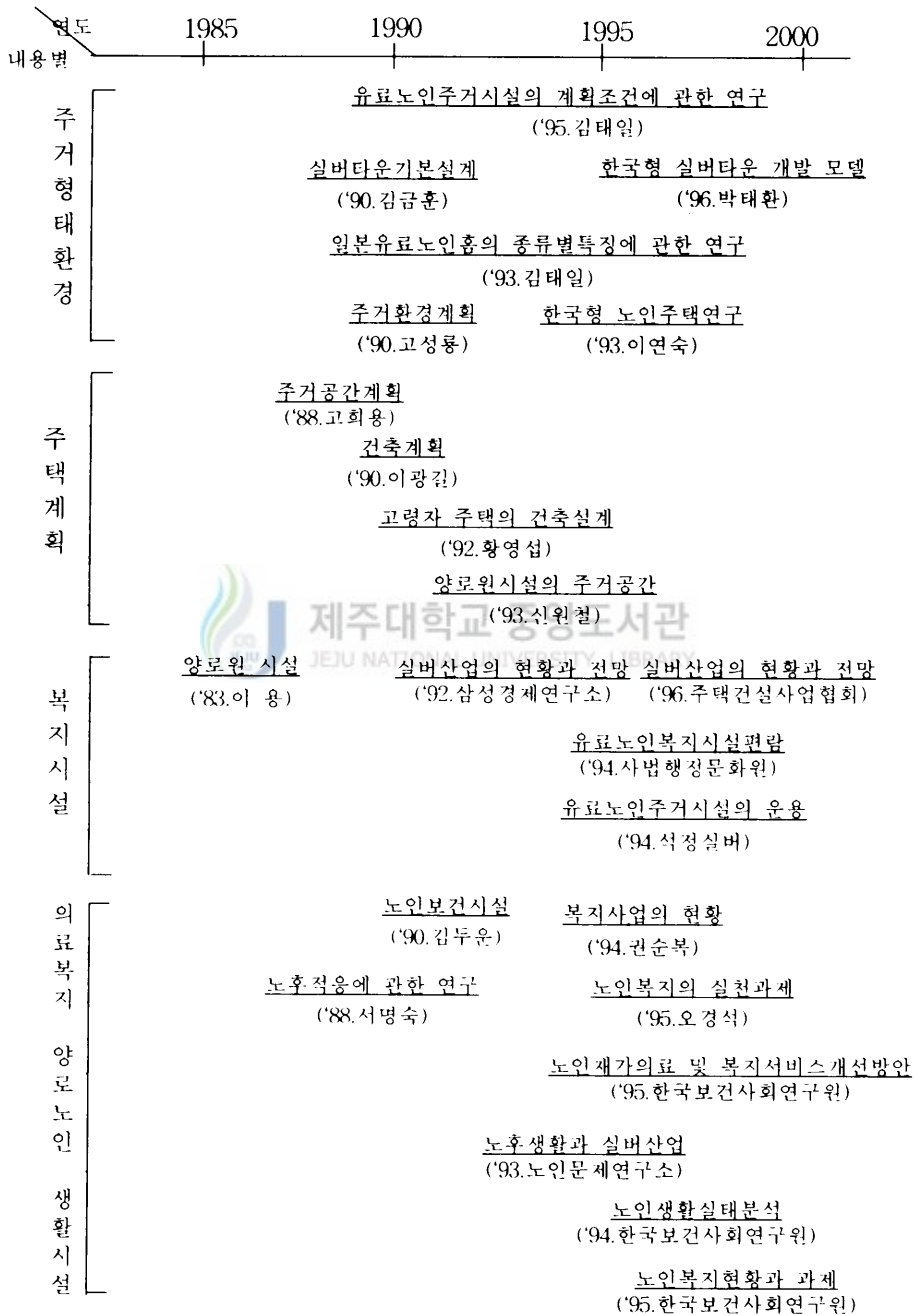 연도 1985 1990 1995 2000
내용별
주거형태환경
유료노인주거시설의 계획조건에 관한 연구
('95.김태일)
실버타운기본설계 한국형 실버타운 개발 모델
('90.김금훈) ('96.박태환)
일본유료노인홈의 종류별특징에 관한 연구
('93.김태일)
주거환경계획 한국형 노인주택연구
('90.고성룡) ('93.이연숙)
주택계획
주거공간계획
('88.고희용)
건축계획
('90.이광길)
고령자 주택의 건축설계
('92.황영섭)
양로원시설의 주거공간
('93.신원철)
제주대학교 중앙도서관
JEJU NATIONAL UNIVERSITY LIBRARY
복지시설
양로원 시설 실버산업의 현황과 전망 실버산업의 현황과 전망
('83.이 용) ('92.삼성경제연구소) ('96.주택건설사업협회)
유료노인복지시설편람
('94.사법행정문화원)
유료노인주거시설의 운용
('94.석정실버)
의료복지 양로노인 생활시설
노인보건시설 복지사업의 현황
('90.김두운) ('94.권순복)
노후적응에 관한 연구 노인복지의 실천과제
('88.서명숙) ('95.오경석)
노인재가의료 및 복지서비스개선방안
('95.한국보건사회연구원)
노후생활과 실버산업
('93.노인문제연구소)
노인생활실태분석
('94.한국보건사회연구원)
노인복지현황과 과제
('95.한국보건사회연구원)